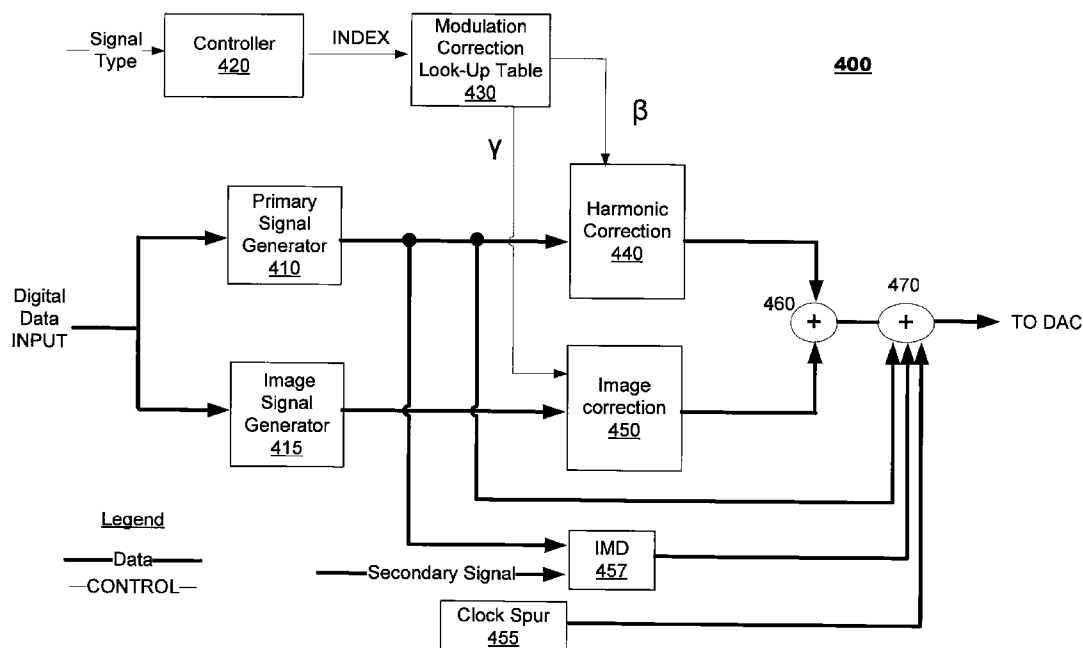 Signal
Type
Controller
420
INDEX
Modulation
Correction
Look-Up Table
430
400
β
γ
Primary
Signal
Generator
410
Harmonic
Correction
440
Digital
Data
INPUT
460
+
470
+
TO DAC
Image
Signal
Generator
415
Image
correction
450
Legend
Data
CONTROL
IMD
457
Secondary Signal
Clock Spur
455